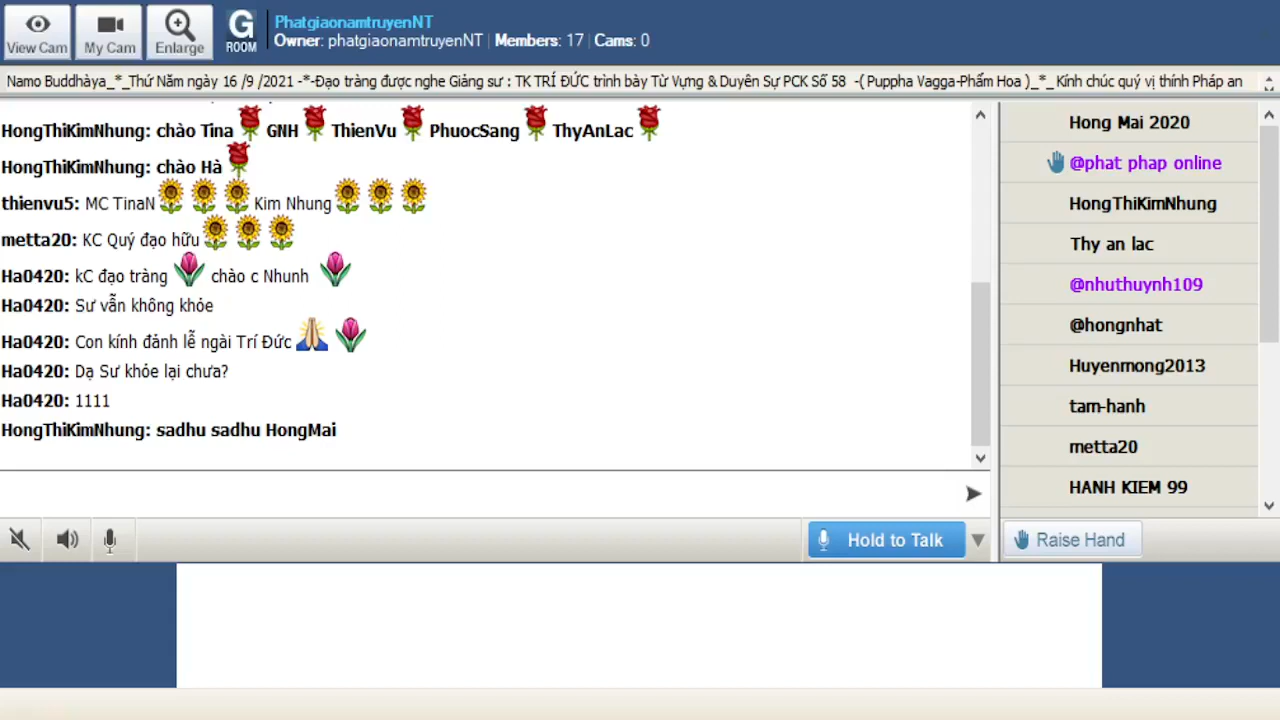 View Cam
My Cam
Enlarge
G
ROOM
PhatgiaonamtruyenNT
Owner: phatgiaonamtruyenNT | Members: 17 | Cams: 0
Namo Buddhàya_*_Thứ Năm ngày 16 /9 /2021 -*-Đạo tràng được nghe Giảng sư : TK TRÍ ĐỨC trình bày Từ Vựng & Duyên Sự PCK Số 58 -( Puppha Vagga-Phẩm Hoa )_*_ Kính chúc quý vị thính Pháp an
HongThiKimNhung: chào Tina GNH ThienVu PhuocSang ThyAnLac
HongThiKimNhung: chào Hà
thienvu5: MC TinaN Kim Nhung
metta20: KC Quý đạo hữu
Ha0420: kC đạo tràng chào c Nhunh
Ha0420: Sư vẫn không khóe
Ha0420: Con kính đảnh lễ ngài Trí Đức
Ha0420: Dạ Sư khỏe lại chưa?
Ha0420: 1111
HongThiKimNhung: sadhu sadhu HongMai
Hong Mai 2020
@phat phap online
HongThiKimNhung
Thy an lac
@nhuthuynh109
@hongnhat
Huyenmong2013
tam-hanh
metta20
HANH KIEM 99
Hold to Talk
Raise Hand